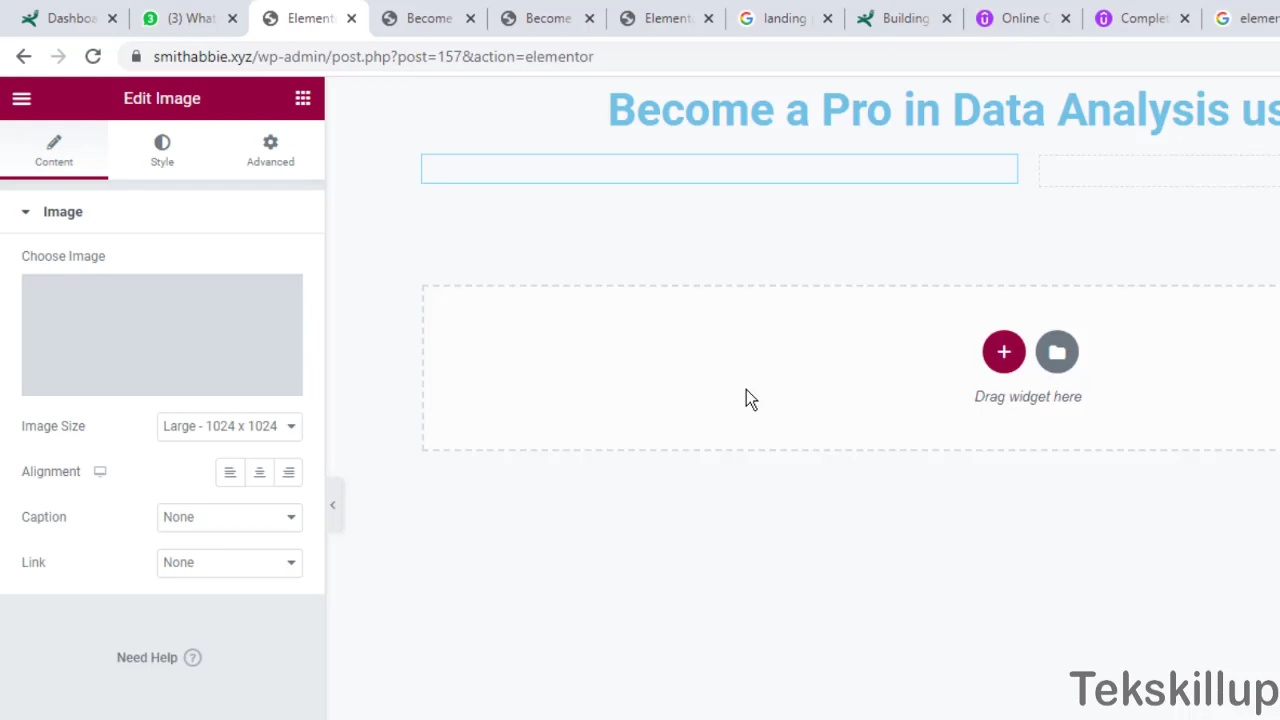 Dashboa
(3) What
Element
Become
Become
Element
landing p
Building
Online C
Complet
elemen
smithabbie.xyz/wp-admin/post.php?post=157&action=elementor
Edit Image
Content
Style
Advanced
Image
Choose Image
Image Size
Large - 1024 x 1024
Alignment
Caption
None
Link
None
Need Help ?
Become a Pro in Data Analysis us
Drag widget here
Tekskillup